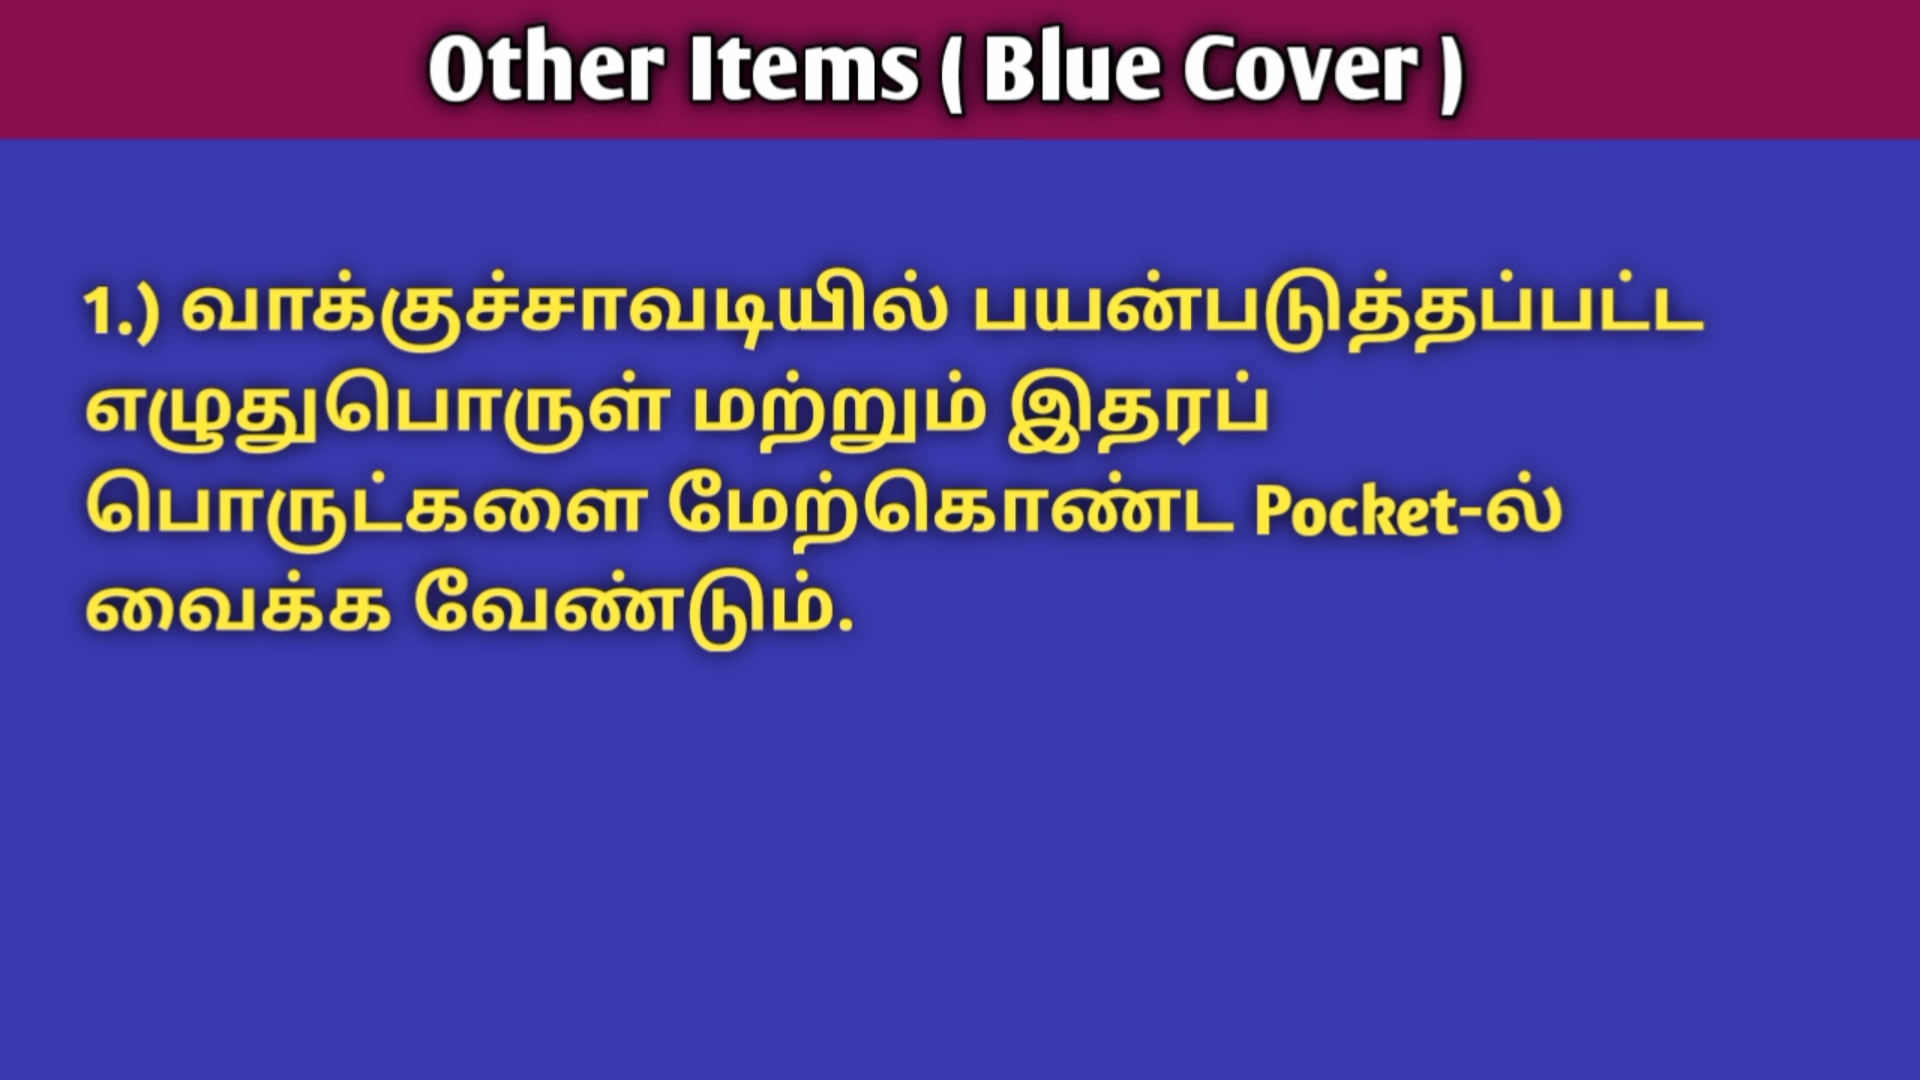 Other Items ( Blue Cover )
1.) வாக்குச்சாவடியில் பயன்படுத்தப்பட்ட
எழுதுபொருள் மற்றும் இதரப்
பொருட்களை மேற்கொண்ட Pocket-ல்
வைக்க வேண்டும்.